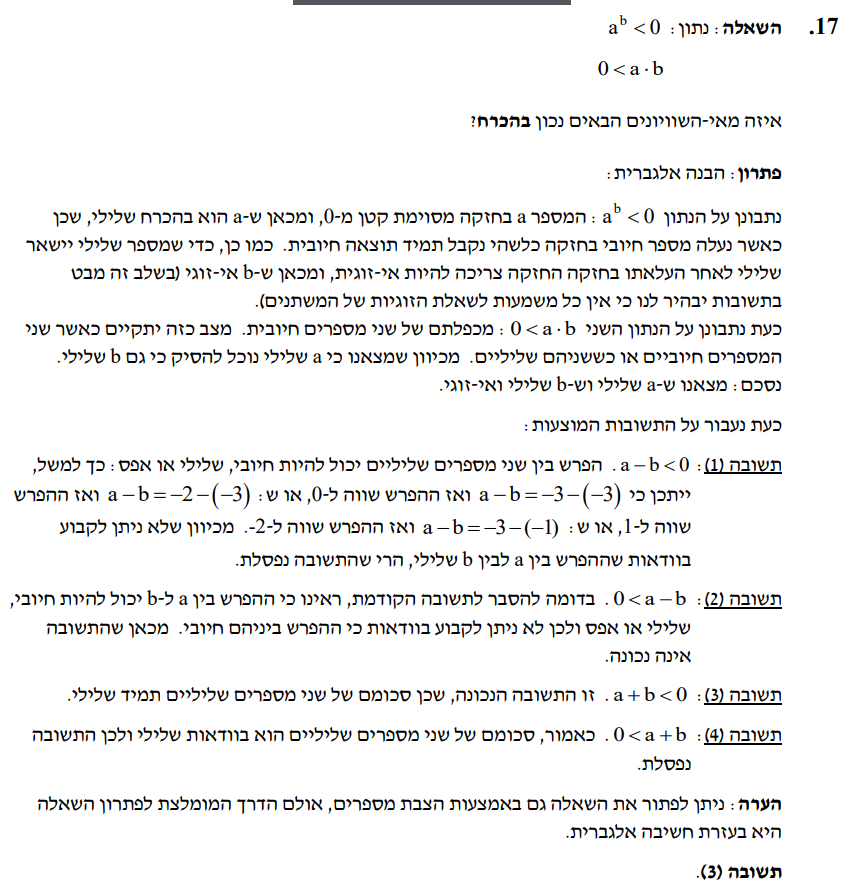 17. השאלה: נתון: aᵇ < 0
0 < a · b
איזה מאי-השוויונים הבאים נכון בהכרח?
פתרון: הבנה אלגברית:
נתבונן על הנתון aᵇ < 0: המספר a בחזקה מסוימת קטן מ-0, ומכאן ש-a הוא בהכרח שלילי, שכן
כאשר נעלה מספר חיובי בחזקה כלשהי נקבל תמיד תוצאה חיובית. כמו כן, כדי שמספר שלילי יישאר
שלילי לאחר העלאתו בחזקה החזקה צריכה להיות אי-זוגית, ומכאן ש-b אי-זוגי (בשלב זה מבט
בתשובות יבהיר לנו כי אין כל משמעות לשאלת הזוגיות של המשתנים).
כעת נתבונן על הנתון השני 0 < a · b: מכפלתם של שני מספרים חיובית. מצב כזה יתקיים כאשר שני
המספרים חיוביים או כששניהם שליליים. מכיוון שמצאנו כי a שלילי נוכל להסיק כי גם b שלילי.
נסכם: מצאנו ש-a שלילי וש-b שלילי ואי-זוגי.
כעת נעבור על התשובות המוצעות:
תשובה (1): a − b < 0. הפרש בין שני מספרים שליליים יכול להיות חיובי, שלילי או אפס: כך למשל,
ייתכן כי a − b = −3 − (−3) ואז ההפרש שווה ל-0, או ש: a − b = −2 − (−3) ואז ההפרש
שווה ל-1, או ש: a − b = −3 − (−1) ואז ההפרש שווה ל-2-. מכיוון שלא ניתן לקבוע
בוודאות שההפרש בין a לבין b שלילי, הרי שהתשובה נפסלת.
תשובה (2): 0 < a − b. בדומה להסבר לתשובה הקודמת, ראינו כי ההפרש בין a ל-b יכול להיות חיובי,
שלילי או אפס ולכן לא ניתן לקבוע בוודאות כי ההפרש ביניהם חיובי. מכאן שהתשובה
אינה נכונה.
תשובה (3): a + b < 0. זו התשובה הנכונה, שכן סכומם של שני מספרים שליליים תמיד שלילי.
תשובה (4): 0 < a + b. כאמור, סכומם של שני מספרים שליליים הוא בוודאות שלילי ולכן התשובה
נפסלת.
הערה: ניתן לפתור את השאלה גם באמצעות הצבת מספרים, אולם הדרך המומלצת לפתרון השאלה
היא בעזרת חשיבה אלגברית.
תשובה (3).